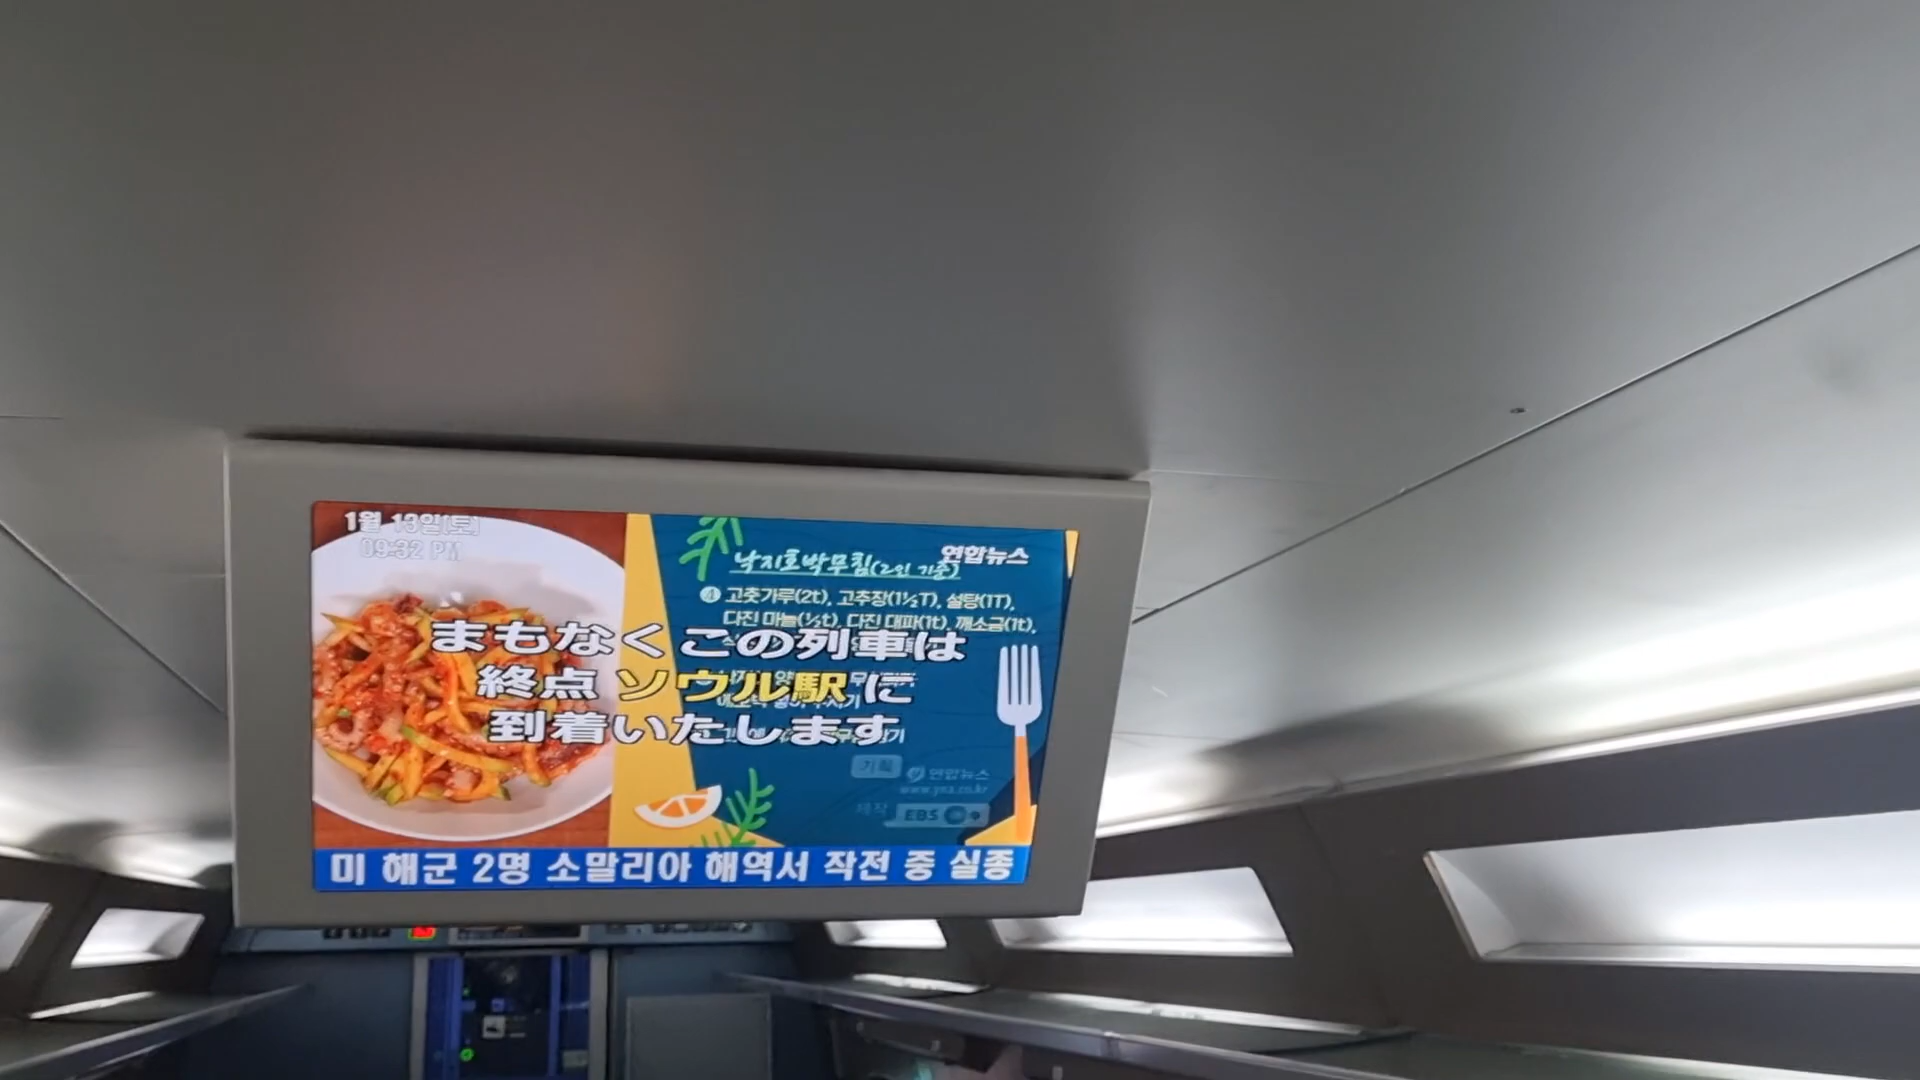 1월 13일(토)
09:32 PM
연합뉴스
낙지호박무침(2인 기준)
4 고춧가루(2t), 고추장(1½T), 설탕(1T),
다진 마늘(½t), 다진 대파(1t), 깨소금(1t),
まもなく この列車は
終点 ソウル駅 に
到着いたします
기획 연합뉴스
www.yna.co.kr
제작 EBS
미 해군 2명 소말리아 해역서 작전 중 실종